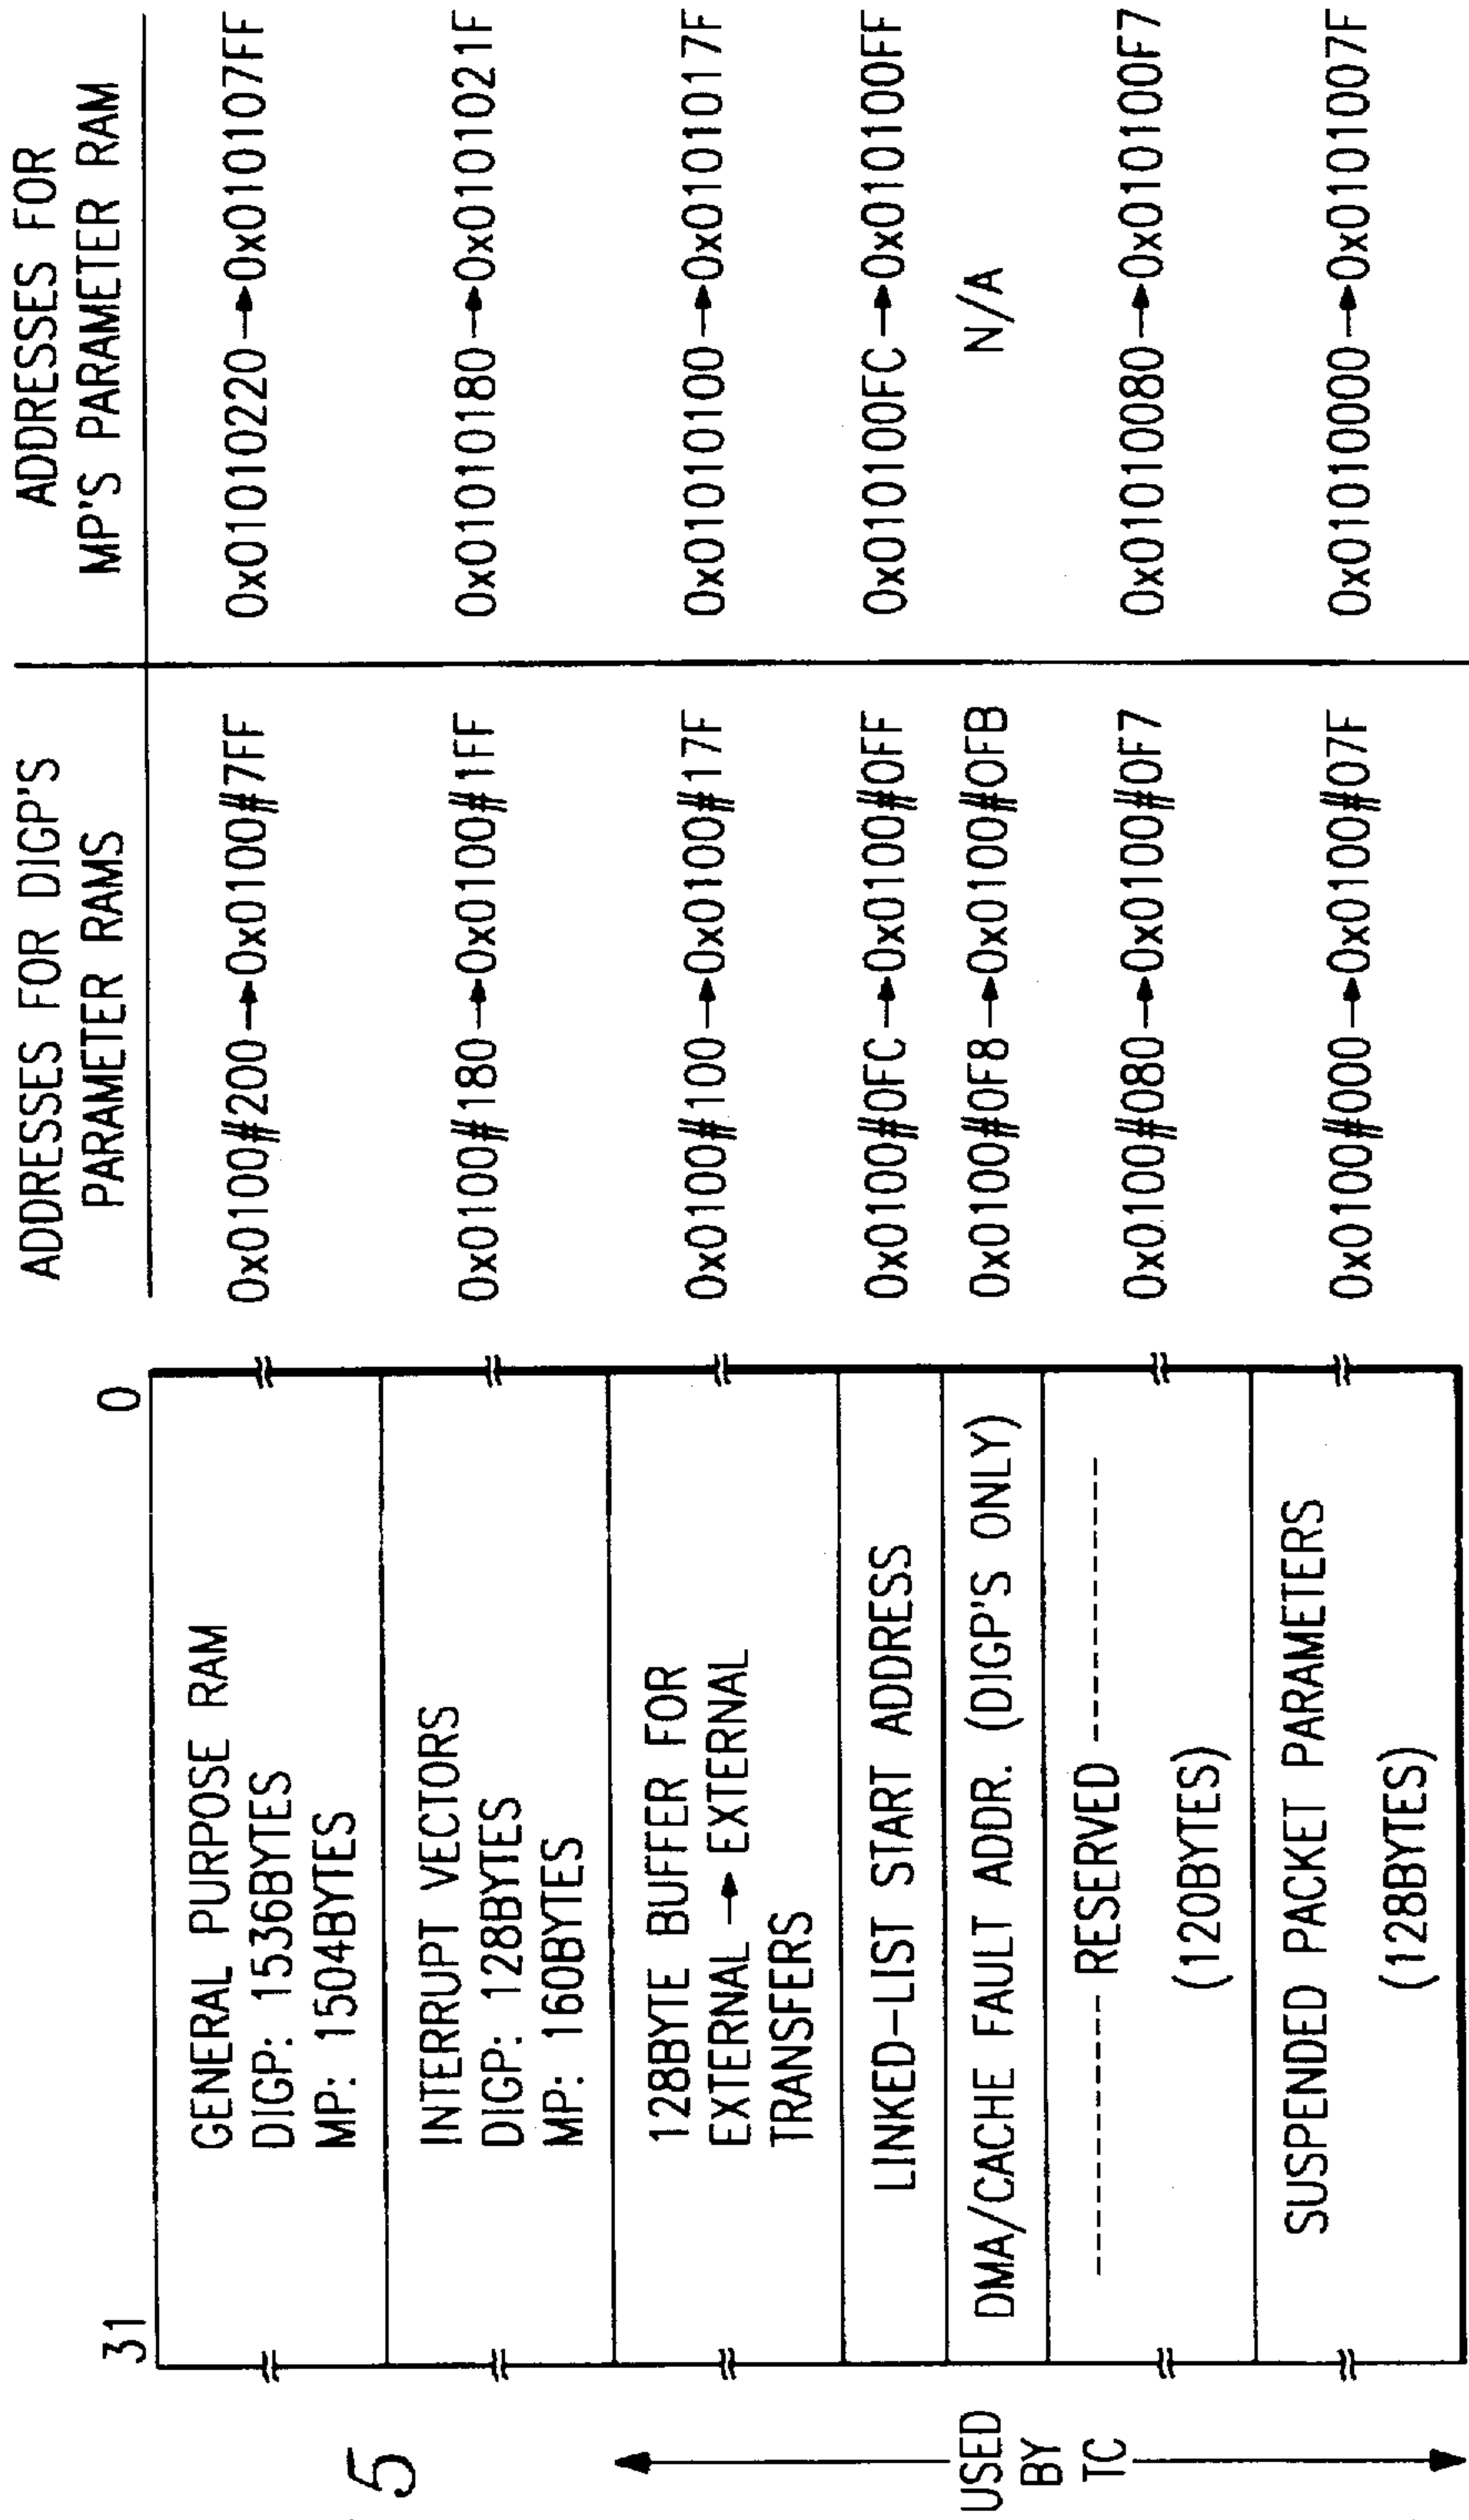 ADDRESSES FOR DIGP'S
PARAMETER RAMS
ADDRESSES FOR
MP'S PARAMETER RAM
31
0
GENERAL PURPOSE RAM
DIGP: 1536BYTES
MP: 1504BYTES
0x0100#200→0x0100#7FF
0x01010220→0x010107FF
5
INTERRUPT VECTORS
DIGP: 128BYTES
MP: 160BYTES
0x0100#180→0x0100#1FF
0x01010180→0x0101021F
128BYTE BUFFER FOR
EXTERNAL→EXTERNAL
TRANSFERS
0x0100#100→0x0100#17F
0x01010100→0x0101017F
LINKED-LIST START ADDRESS
0x0100#0FC→0x0100#0FF
0x010100FC→0x010100FF
DMA/CACHE FAULT ADDR. (DIGP'S ONLY)
0x0100#0F8→0x0100#0FB
N/A
USED
BY
TC
---------- RESERVED ----------
(120BYTES)
0x0100#080→0x0100#0F7
0x01010080→0x010100F7
SUSPENDED PACKET PARAMETERS
(128BYTES)
0x0100#000→0x0100#07F
0x01010000→0x0101007F